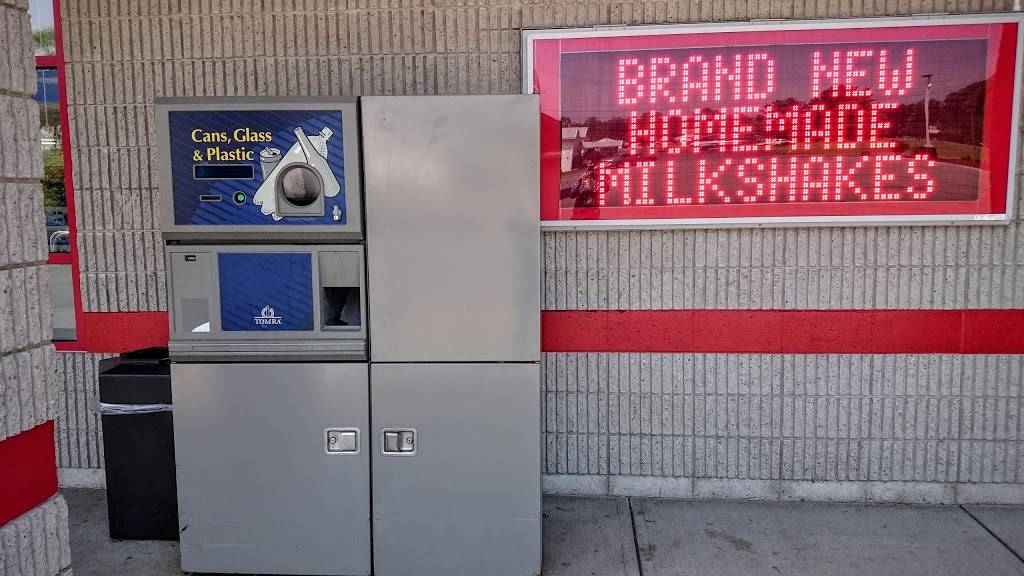 Cans, Glass
& Plastic
TOMRA
BRAND NEW
HOMEMADE
MILKSHAKES